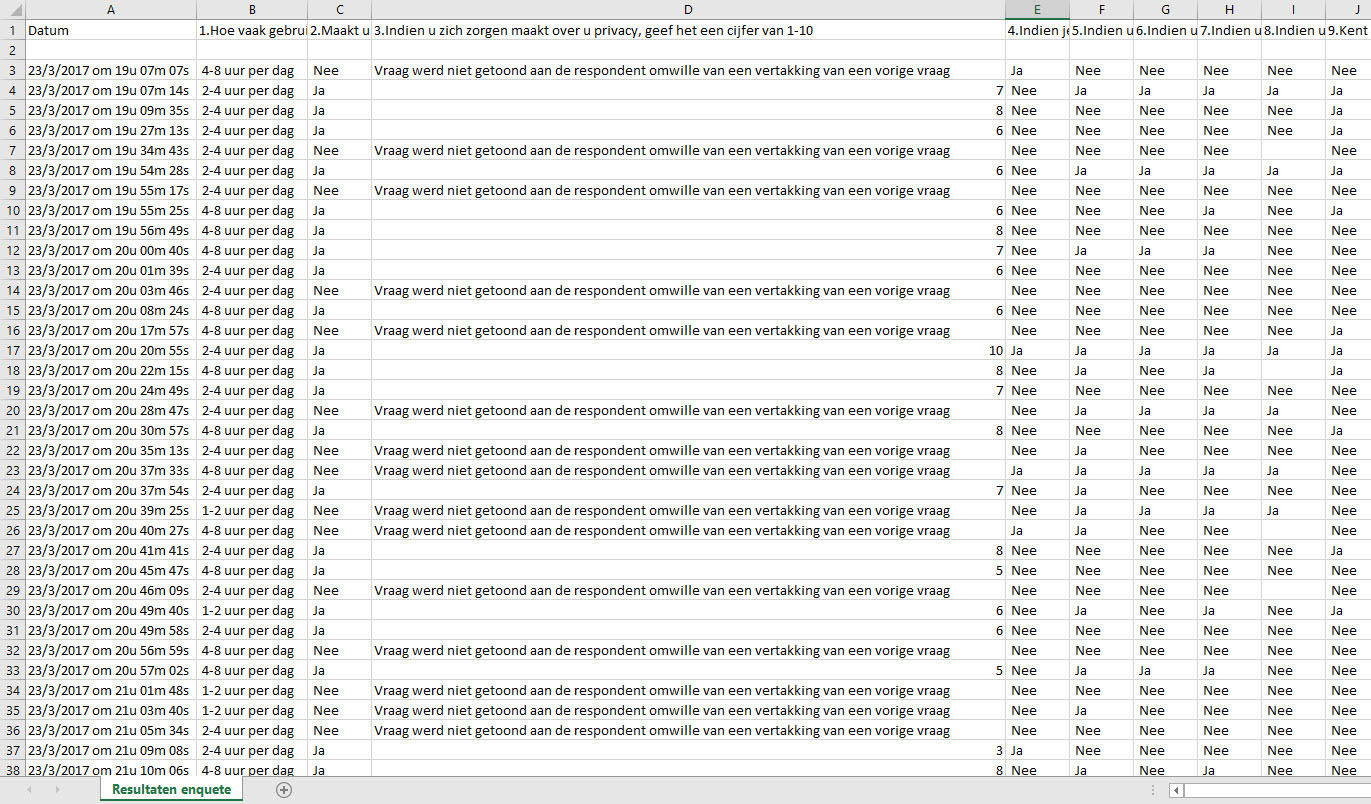 A B C D E F G H I J
1 Datum 1.Hoe vaak gebrui 2.Maakt u 3.Indien u zich zorgen maakt over u privacy, geef het een cijfer van 1-10 4.Indien je 5.Indien u 6.Indien u 7.Indien u 8.Indien u 9.Kent
2
3 23/3/2017 om 19u 07m 07s 4-8 uur per dag Nee Vraag werd niet getoond aan de respondent omwille van een vertakking van een vorige vraag Ja Nee Nee Nee Nee Nee
4 23/3/2017 om 19u 07m 14s 2-4 uur per dag Ja 7 Nee Ja Ja Ja Ja Ja
5 23/3/2017 om 19u 09m 35s 2-4 uur per dag Ja 8 Nee Nee Nee Nee Nee Ja
6 23/3/2017 om 19u 27m 13s 2-4 uur per dag Ja 6 Nee Nee Nee Nee Nee Ja
7 23/3/2017 om 19u 34m 43s 2-4 uur per dag Nee Vraag werd niet getoond aan de respondent omwille van een vertakking van een vorige vraag Nee Nee Nee Nee Nee
8 23/3/2017 om 19u 54m 28s 2-4 uur per dag Ja 6 Nee Ja Ja Ja Ja Ja
9 23/3/2017 om 19u 55m 17s 2-4 uur per dag Nee Vraag werd niet getoond aan de respondent omwille van een vertakking van een vorige vraag Nee Nee Nee Nee Nee Nee
10 23/3/2017 om 19u 55m 25s 4-8 uur per dag Ja 6 Nee Nee Nee Ja Nee Ja
11 23/3/2017 om 19u 56m 49s 4-8 uur per dag Ja 8 Nee Nee Nee Nee Nee Nee
12 23/3/2017 om 20u 00m 40s 4-8 uur per dag Ja 7 Nee Ja Ja Ja Nee Nee
13 23/3/2017 om 20u 01m 39s 2-4 uur per dag Ja 6 Nee Nee Nee Nee Nee Nee
14 23/3/2017 om 20u 03m 46s 2-4 uur per dag Nee Vraag werd niet getoond aan de respondent omwille van een vertakking van een vorige vraag Nee Nee Nee Nee Nee Nee
15 23/3/2017 om 20u 08m 24s 4-8 uur per dag Ja 6 Nee Nee Nee Nee Nee Nee
16 23/3/2017 om 20u 17m 57s 4-8 uur per dag Nee Vraag werd niet getoond aan de respondent omwille van een vertakking van een vorige vraag Nee Nee Nee Nee Nee Ja
17 23/3/2017 om 20u 20m 55s 2-4 uur per dag Ja 10 Ja Ja Ja Ja Ja Ja
18 23/3/2017 om 20u 22m 15s 4-8 uur per dag Ja 8 Nee Ja Nee Ja Ja
19 23/3/2017 om 20u 24m 49s 2-4 uur per dag Ja 7 Nee Nee Nee Nee Nee Nee
20 23/3/2017 om 20u 28m 47s 2-4 uur per dag Nee Vraag werd niet getoond aan de respondent omwille van een vertakking van een vorige vraag Nee Ja Ja Ja Ja Nee
21 23/3/2017 om 20u 30m 57s 4-8 uur per dag Ja 8 Nee Nee Nee Nee Nee Ja
22 23/3/2017 om 20u 35m 13s 2-4 uur per dag Nee Vraag werd niet getoond aan de respondent omwille van een vertakking van een vorige vraag Nee Ja Nee Nee Nee Nee
23 23/3/2017 om 20u 37m 33s 4-8 uur per dag Nee Vraag werd niet getoond aan de respondent omwille van een vertakking van een vorige vraag Ja Ja Ja Ja Ja Nee
24 23/3/2017 om 20u 37m 54s 2-4 uur per dag Ja 7 Nee Ja Nee Nee Nee Nee
25 23/3/2017 om 20u 39m 25s 1-2 uur per dag Nee Vraag werd niet getoond aan de respondent omwille van een vertakking van een vorige vraag Nee Ja Ja Ja Ja Nee
26 23/3/2017 om 20u 40m 27s 4-8 uur per dag Nee Vraag werd niet getoond aan de respondent omwille van een vertakking van een vorige vraag Ja Ja Nee Nee Nee
27 23/3/2017 om 20u 41m 41s 2-4 uur per dag Ja 8 Nee Nee Nee Nee Nee Ja
28 23/3/2017 om 20u 45m 47s 4-8 uur per dag Ja 5 Nee Nee Nee Nee Nee Nee
29 23/3/2017 om 20u 46m 09s 2-4 uur per dag Nee Vraag werd niet getoond aan de respondent omwille van een vertakking van een vorige vraag Nee Nee Nee Nee Nee
30 23/3/2017 om 20u 49m 40s 1-2 uur per dag Ja 6 Nee Ja Nee Ja Nee Ja
31 23/3/2017 om 20u 49m 58s 2-4 uur per dag Ja 6 Nee Nee Nee Nee Nee Nee
32 23/3/2017 om 20u 56m 59s 4-8 uur per dag Nee Vraag werd niet getoond aan de respondent omwille van een vertakking van een vorige vraag Nee Nee Nee Nee Nee Nee
33 23/3/2017 om 20u 57m 02s 4-8 uur per dag Ja 5 Nee Ja Ja Ja Nee Nee
34 23/3/2017 om 21u 01m 48s 1-2 uur per dag Nee Vraag werd niet getoond aan de respondent omwille van een vertakking van een vorige vraag Nee Nee Nee Nee Nee Nee
35 23/3/2017 om 21u 03m 40s 1-2 uur per dag Nee Vraag werd niet getoond aan de respondent omwille van een vertakking van een vorige vraag Nee Ja Nee Nee Nee Nee
36 23/3/2017 om 21u 05m 34s 2-4 uur per dag Nee Vraag werd niet getoond aan de respondent omwille van een vertakking van een vorige vraag Nee Nee Nee Nee Nee Nee
37 23/3/2017 om 21u 09m 08s 2-4 uur per dag Ja 3 Ja Nee Nee Nee Nee Nee
38 23/3/2017 om 21u 10m 06s 4-8 uur per dag Ja 8 Nee Ja Nee Ja Nee Nee
Resultaten enquete